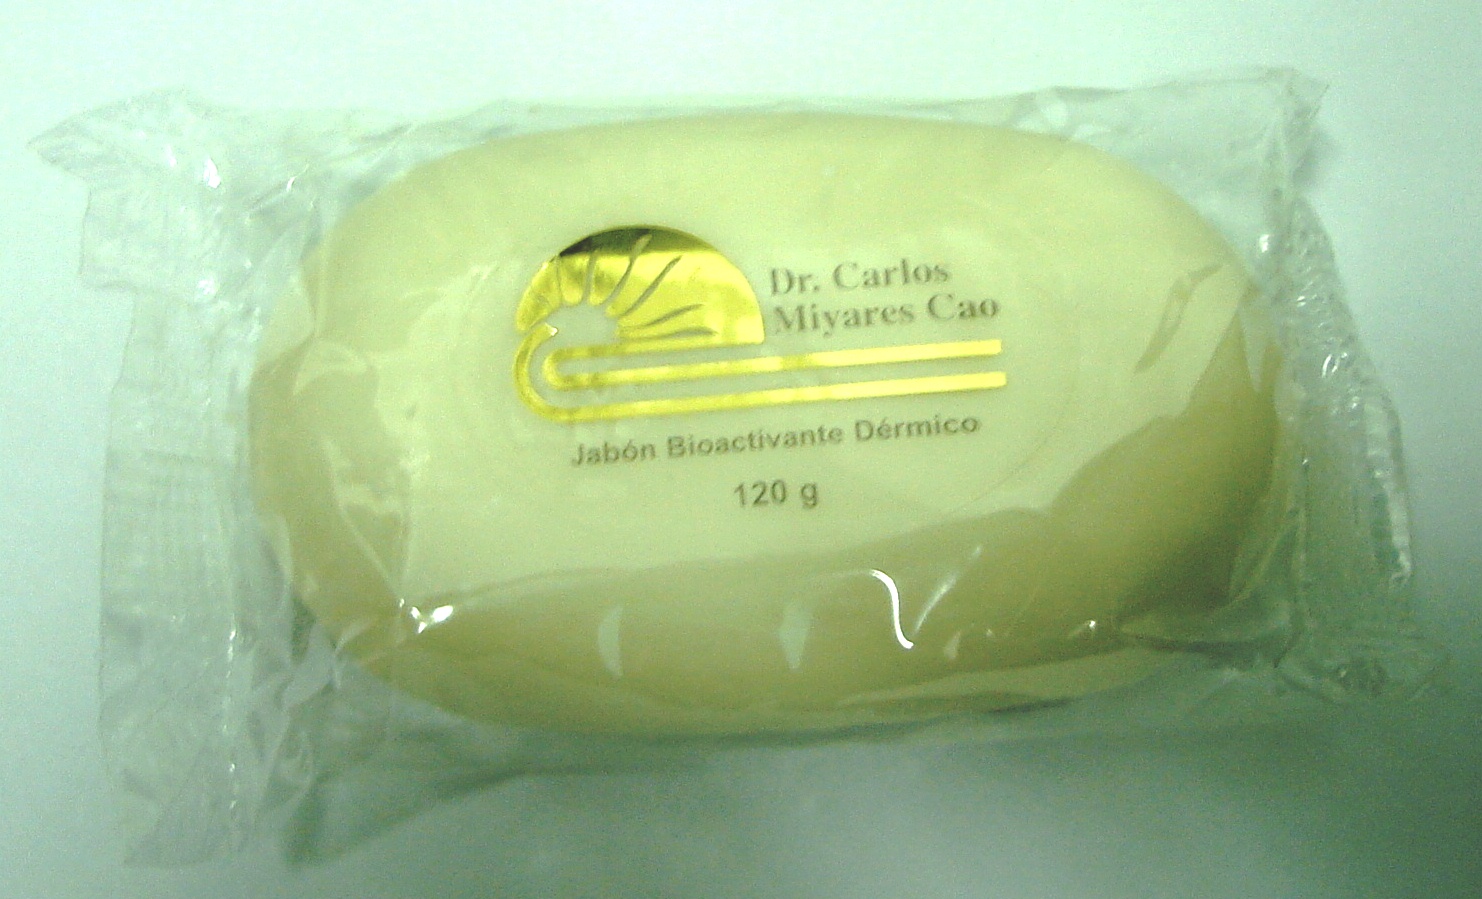 Dr. Carlos
Miyares Cao
Jabón Bioactivante Dérmico
120 g